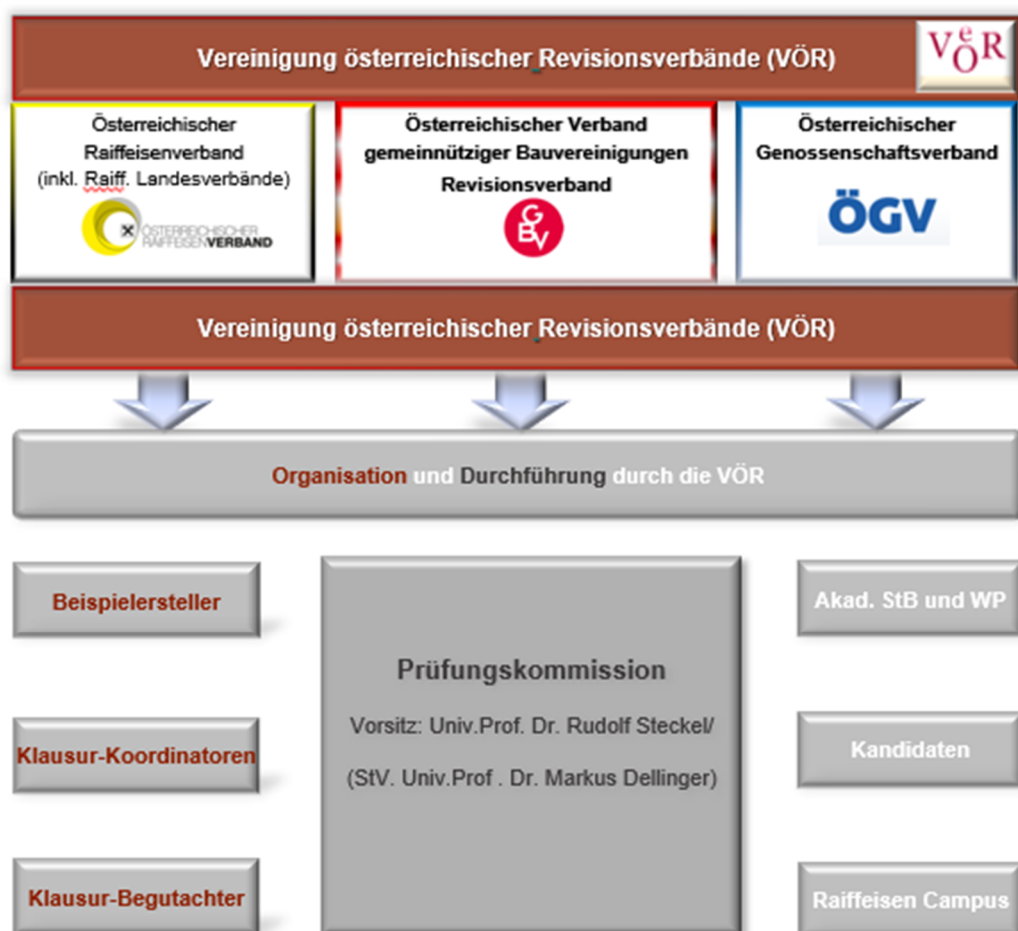 Vereinigung österreichischer Revisionsverbände (VÖR)
VeÖR
Österreichischer
Raiffeisenverband
(inkl. Raiff. Landesverbände)
ÖSTERREICHISCHER
RAIFFEISENVERBAND
Österreichischer Verband
gemeinnütziger Bauvereinigungen
Revisionsverband
GBV
Österreichischer
Genossenschaftsverband
ÖGV
Vereinigung österreichischer Revisionsverbände (VÖR)
Organisation und Durchführung durch die VÖR
Beispielersteller
Klausur-Koordinatoren
Klausur-Begutachter
Prüfungskommission
Vorsitz: Univ.Prof. Dr. Rudolf Steckel/
(StV. Univ.Prof . Dr. Markus Dellinger)
Akad. StB und WP
Kandidaten
Raiffeisen Campus